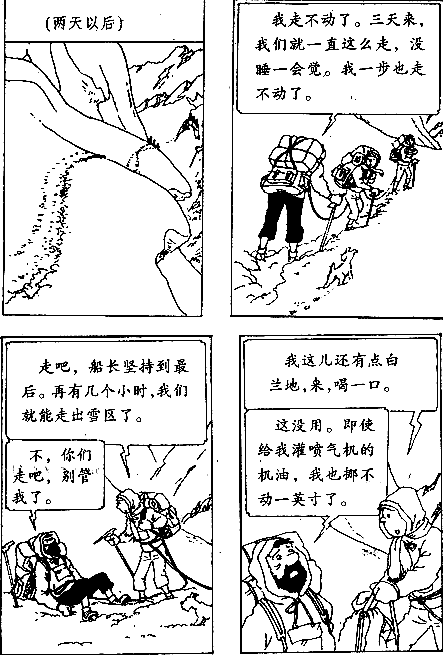 (两天以后)
我走不动了。三天来，
我们就一直这么走，没
睡一会觉。我一步也走
不动了。
走吧，船长坚持到最
后。再有几个小时，我们
就能走出雪区了。
不，你们
走吧，别管
我了。
我这儿还有点白
兰地，来，喝一口。
这没用。即使
给我灌喷气机的
机油，我也挪不
动一英寸了。